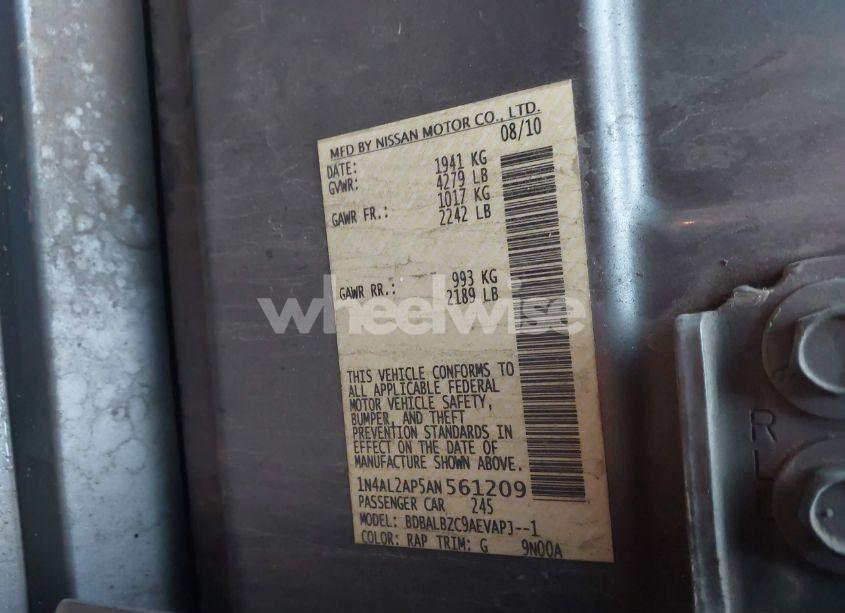 MFD BY NISSAN MOTOR CO., LTD.
DATE: 08/10
GVWR: 1941 KG
4279 LB
GAWR FR.: 1017 KG
2242 LB
GAWR RR.: 993 KG
2189 LB
wheelwise
THIS VEHICLE CONFORMS TO
ALL APPLICABLE FEDERAL
MOTOR VEHICLE SAFETY,
BUMPER, AND THEFT
PREVENTION STANDARDS IN
EFFECT ON THE DATE OF
MANUFACTURE SHOWN ABOVE.
1N4AL2AP5AN561209
PASSENGER CAR 245
MODEL: BDBALBZC9AEVAPJ--1
COLOR: RAP TRIM: G 9N00A
R
L